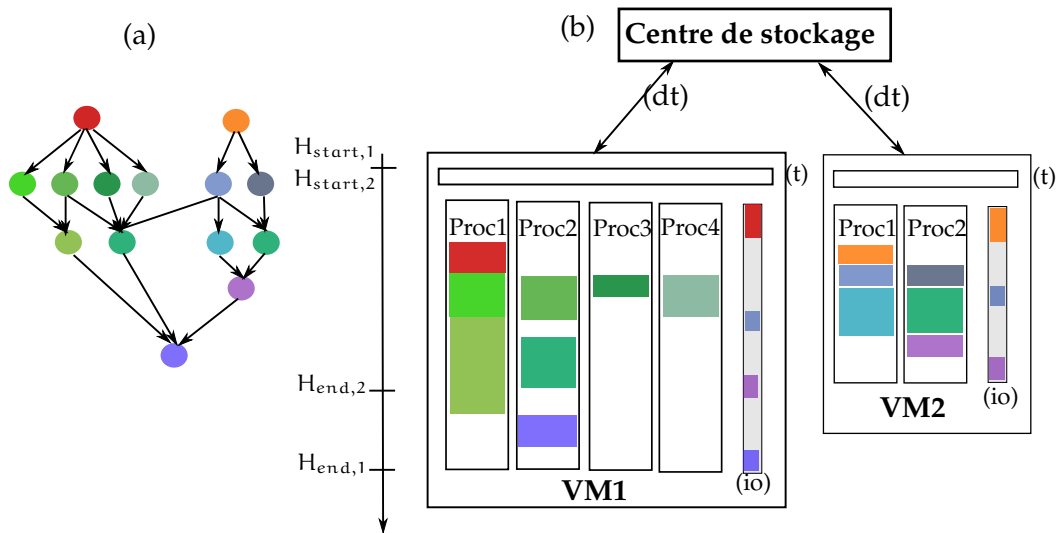 (a)
(b)
Centre de stockage
(dt) (dt)
H_start,1
H_start,2
(t) (t)
Proc1 Proc2 Proc3 Proc4
Proc1 Proc2
H_end,2
VM2
(io)
H_end,1
(io)
VM1